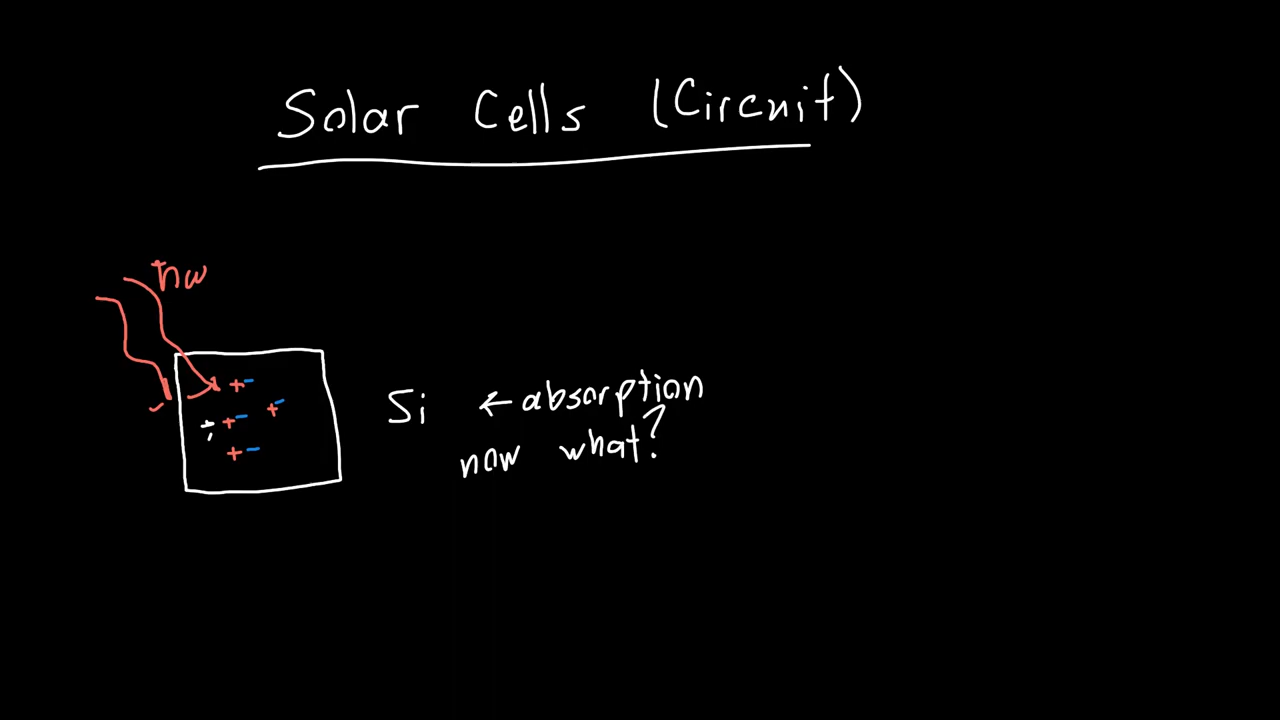 Solar Cells (Circuit)
ħω
+ -
+ -
+ -
+ -
Si ← absorption
now what?